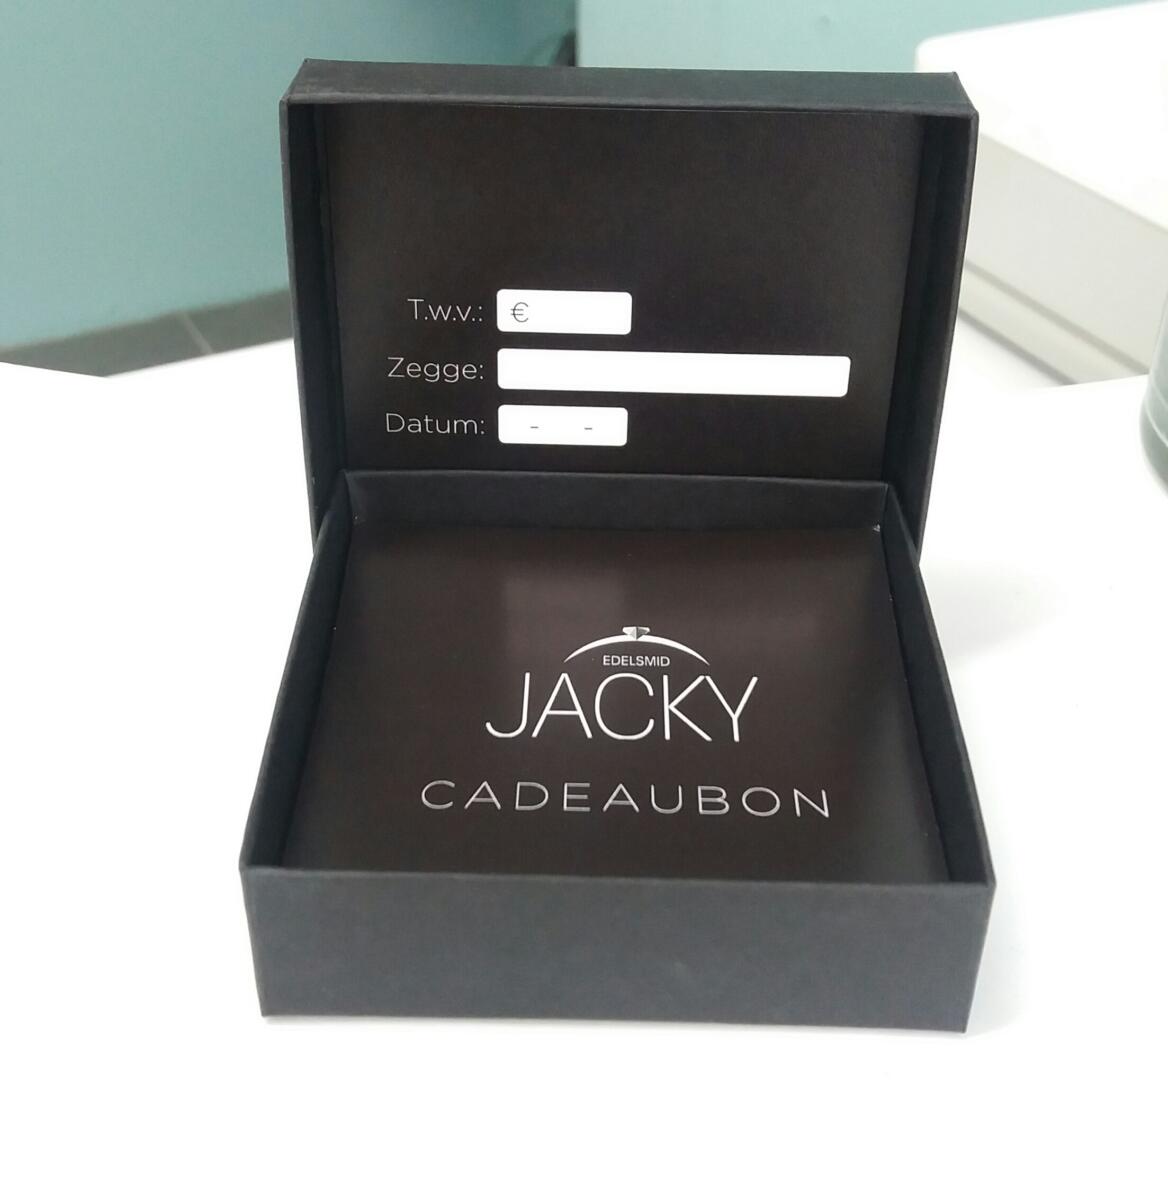 T.w.v.: €
Zegge:
Datum: - -
EDELSMID
JACKY
CADEAUBON